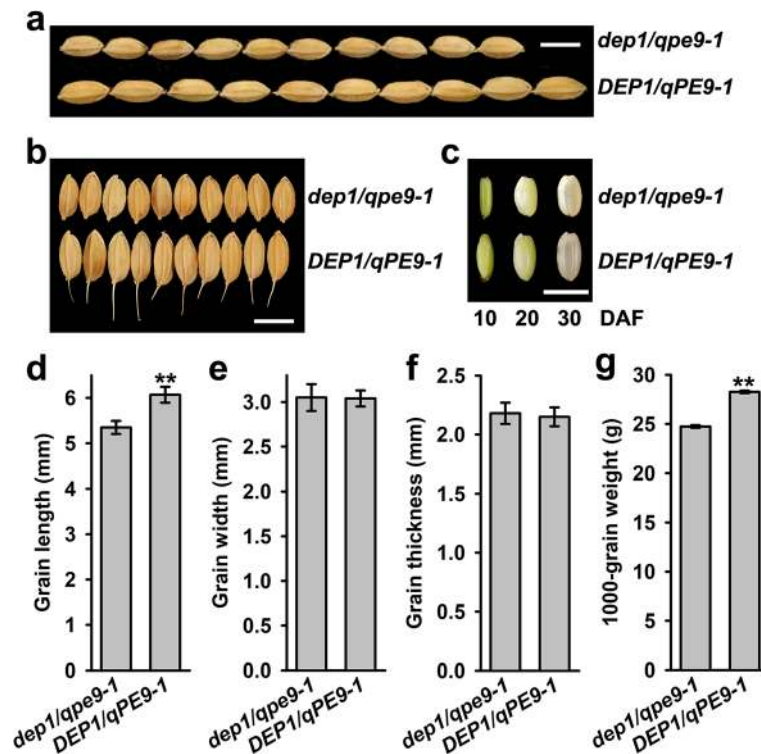 a
dep1/qpe9-1
DEP1/qPE9-1
b
dep1/qpe9-1
DEP1/qPE9-1
c
dep1/qpe9-1
DEP1/qPE9-1
10 20 30 DAF
d
Grain length (mm)
6
5
4
3
2
1
0
**
dep1/qpe9-1
DEP1/qPE9-1
e
Grain width (mm)
3.0
2.5
2.0
1.5
1.0
0.5
0.0
dep1/qpe9-1
DEP1/qPE9-1
f
Grain thickness (mm)
2.5
2.0
1.5
1.0
0.5
0.0
dep1/qpe9-1
DEP1/qPE9-1
g
1000-grain weight (g)
30
25
20
15
10
5
0
**
dep1/qpe9-1
DEP1/qPE9-1